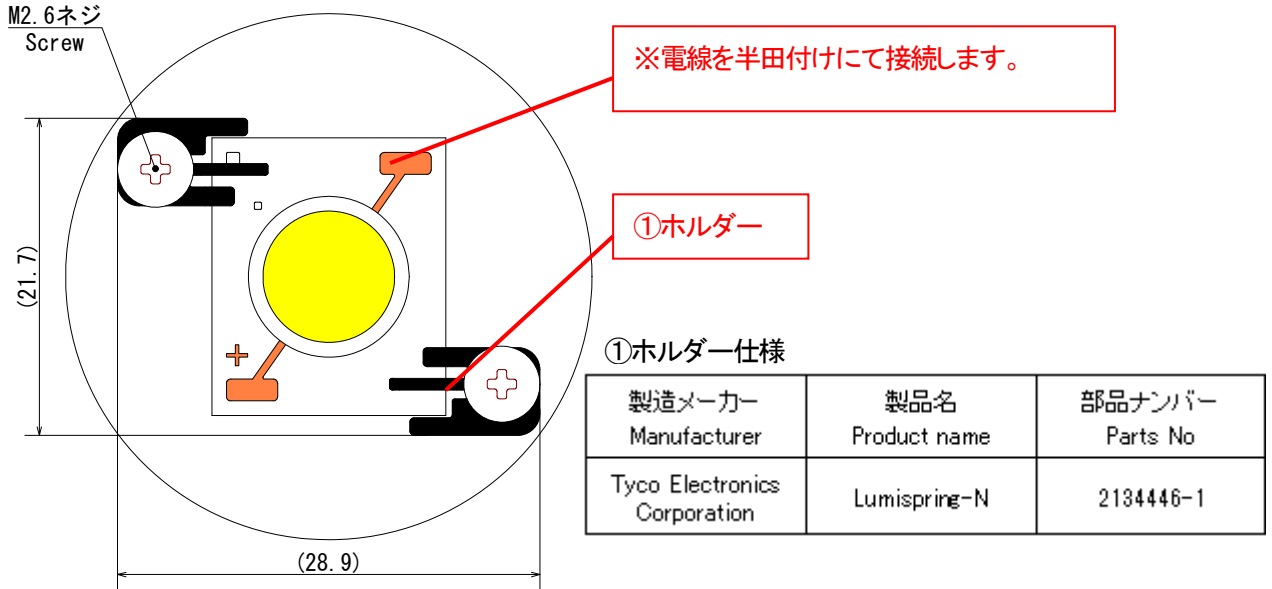 M2.6ネジ
Screw
※電線を半田付けにて接続します。
①ホルダー
(21.7)
+
(28.9)
①ホルダー仕様
製造メーカー
Manufacturer
製品名
Product name
部品ナンバー
Parts No
Tyco Electronics
Corporation
Lumispring-N
2134446-1